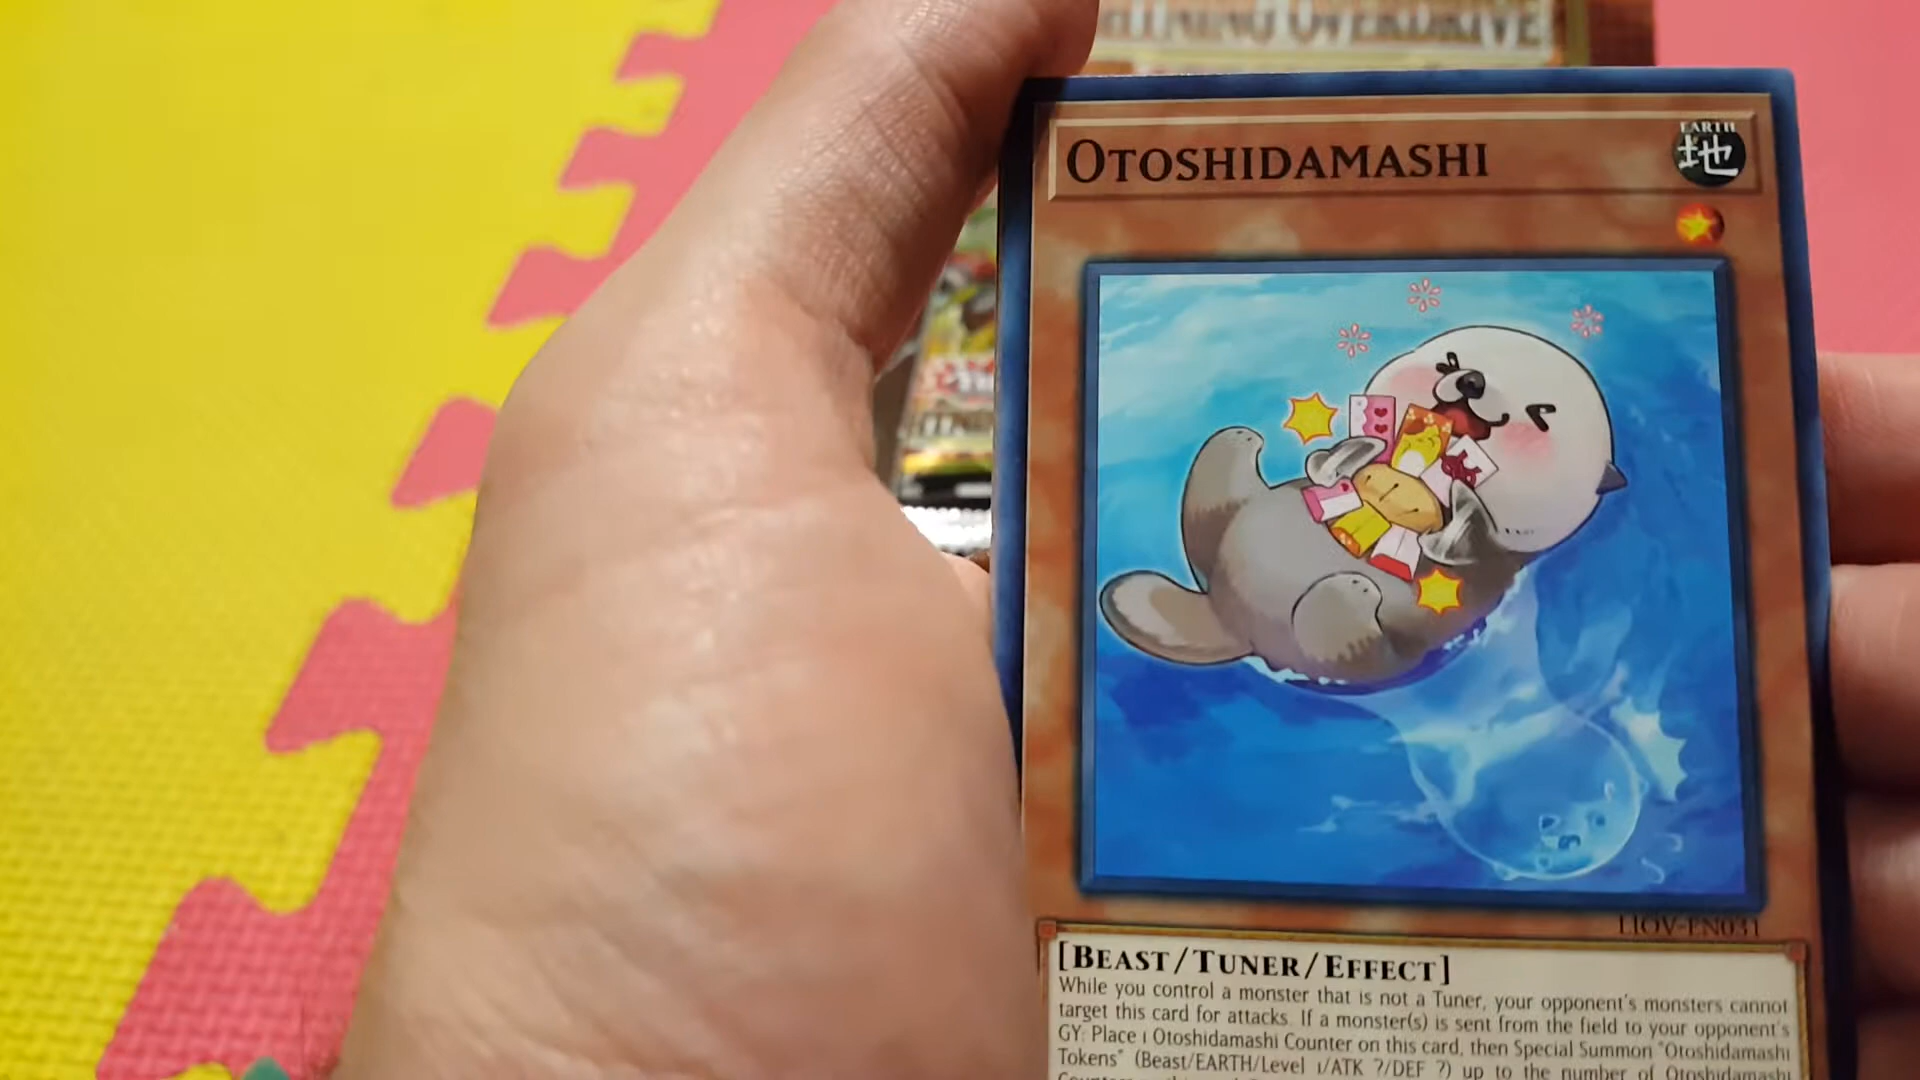 OVERDRIVE
OTOSHIDAMASHI
EARTH
地
LIOV-EN031
[BEAST/TUNER/EFFECT]
While you control a monster that is not a Tuner, your opponent's monsters cannot
target this card for attacks. If a monster(s) is sent from the field to your opponent's
GY: Place 1 Otoshidamashi Counter on this card, then Special Summon "Otoshidamashi
Tokens" (Beast/EARTH/Level 1/ATK ?/DEF ?) up to the number of Otoshidamashi